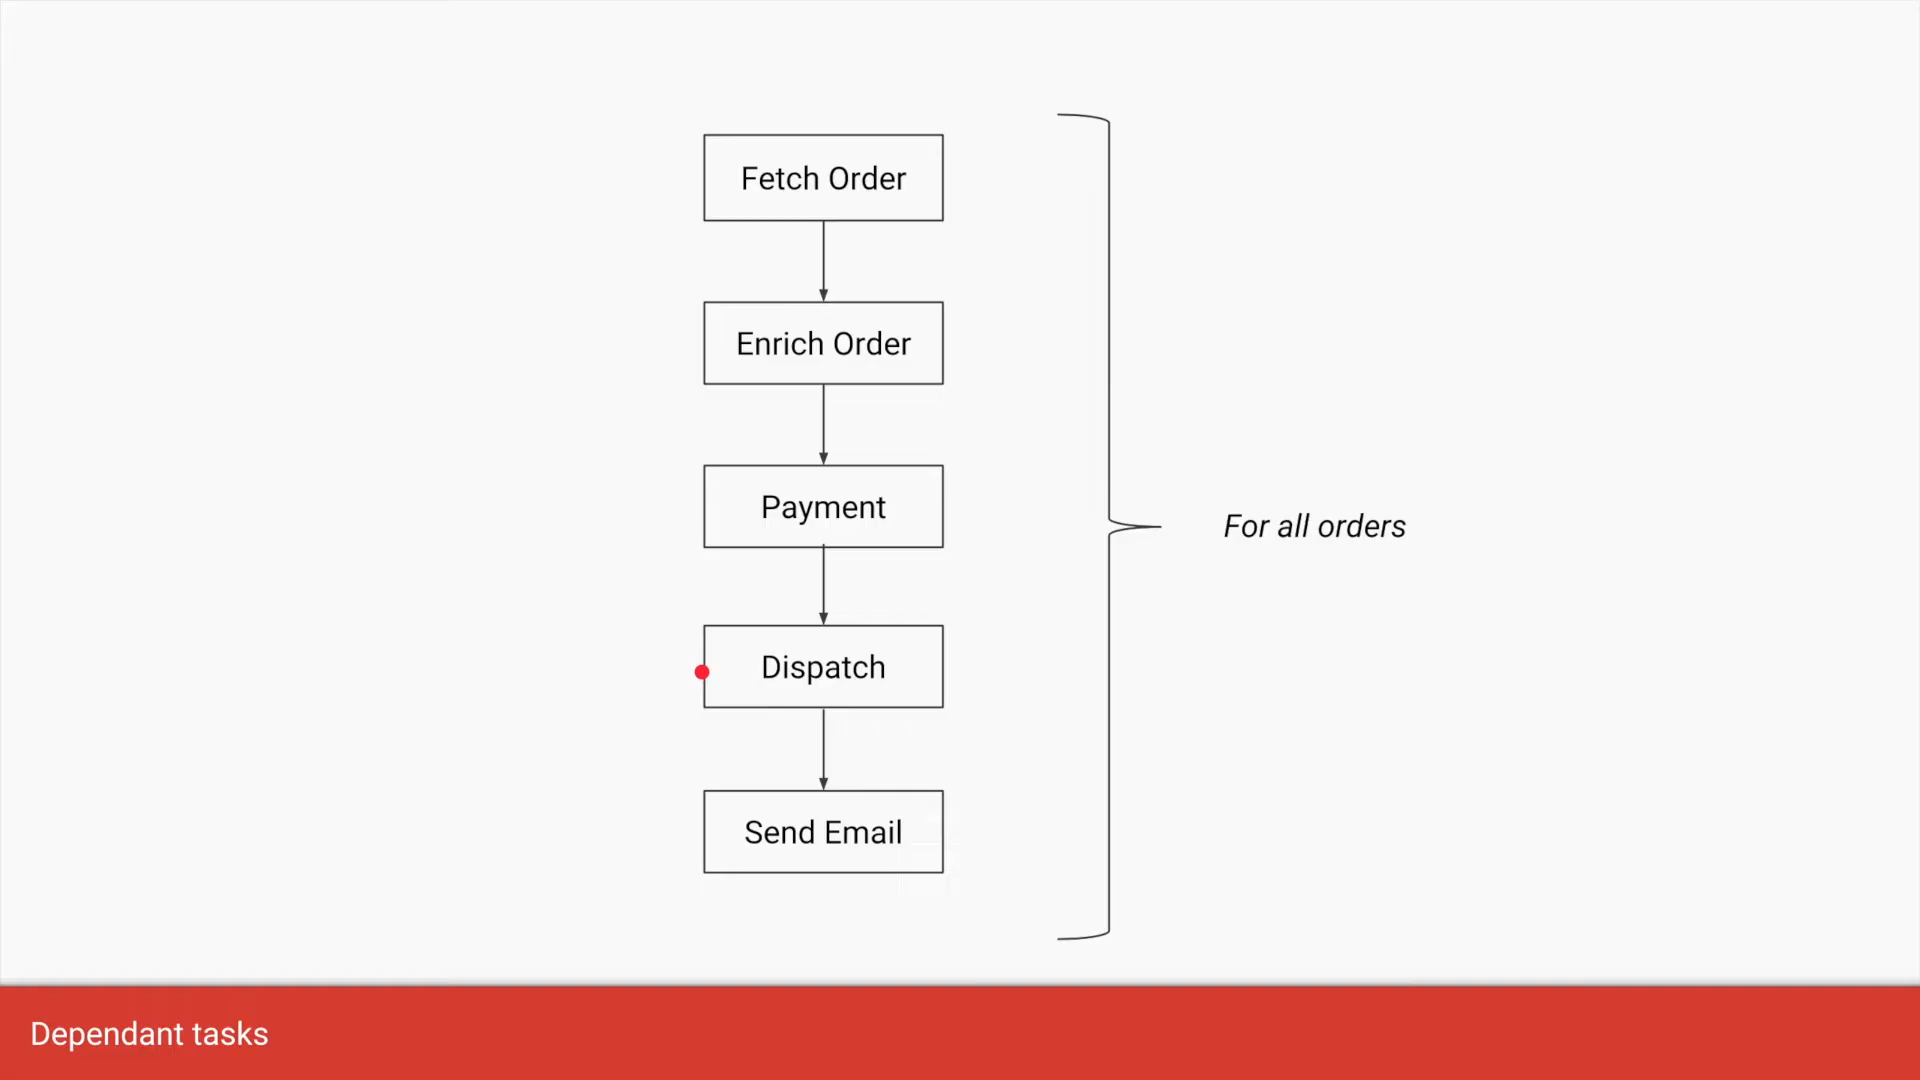 Fetch Order
Enrich Order
Payment
For all orders
Dispatch
Send Email
Dependant tasks